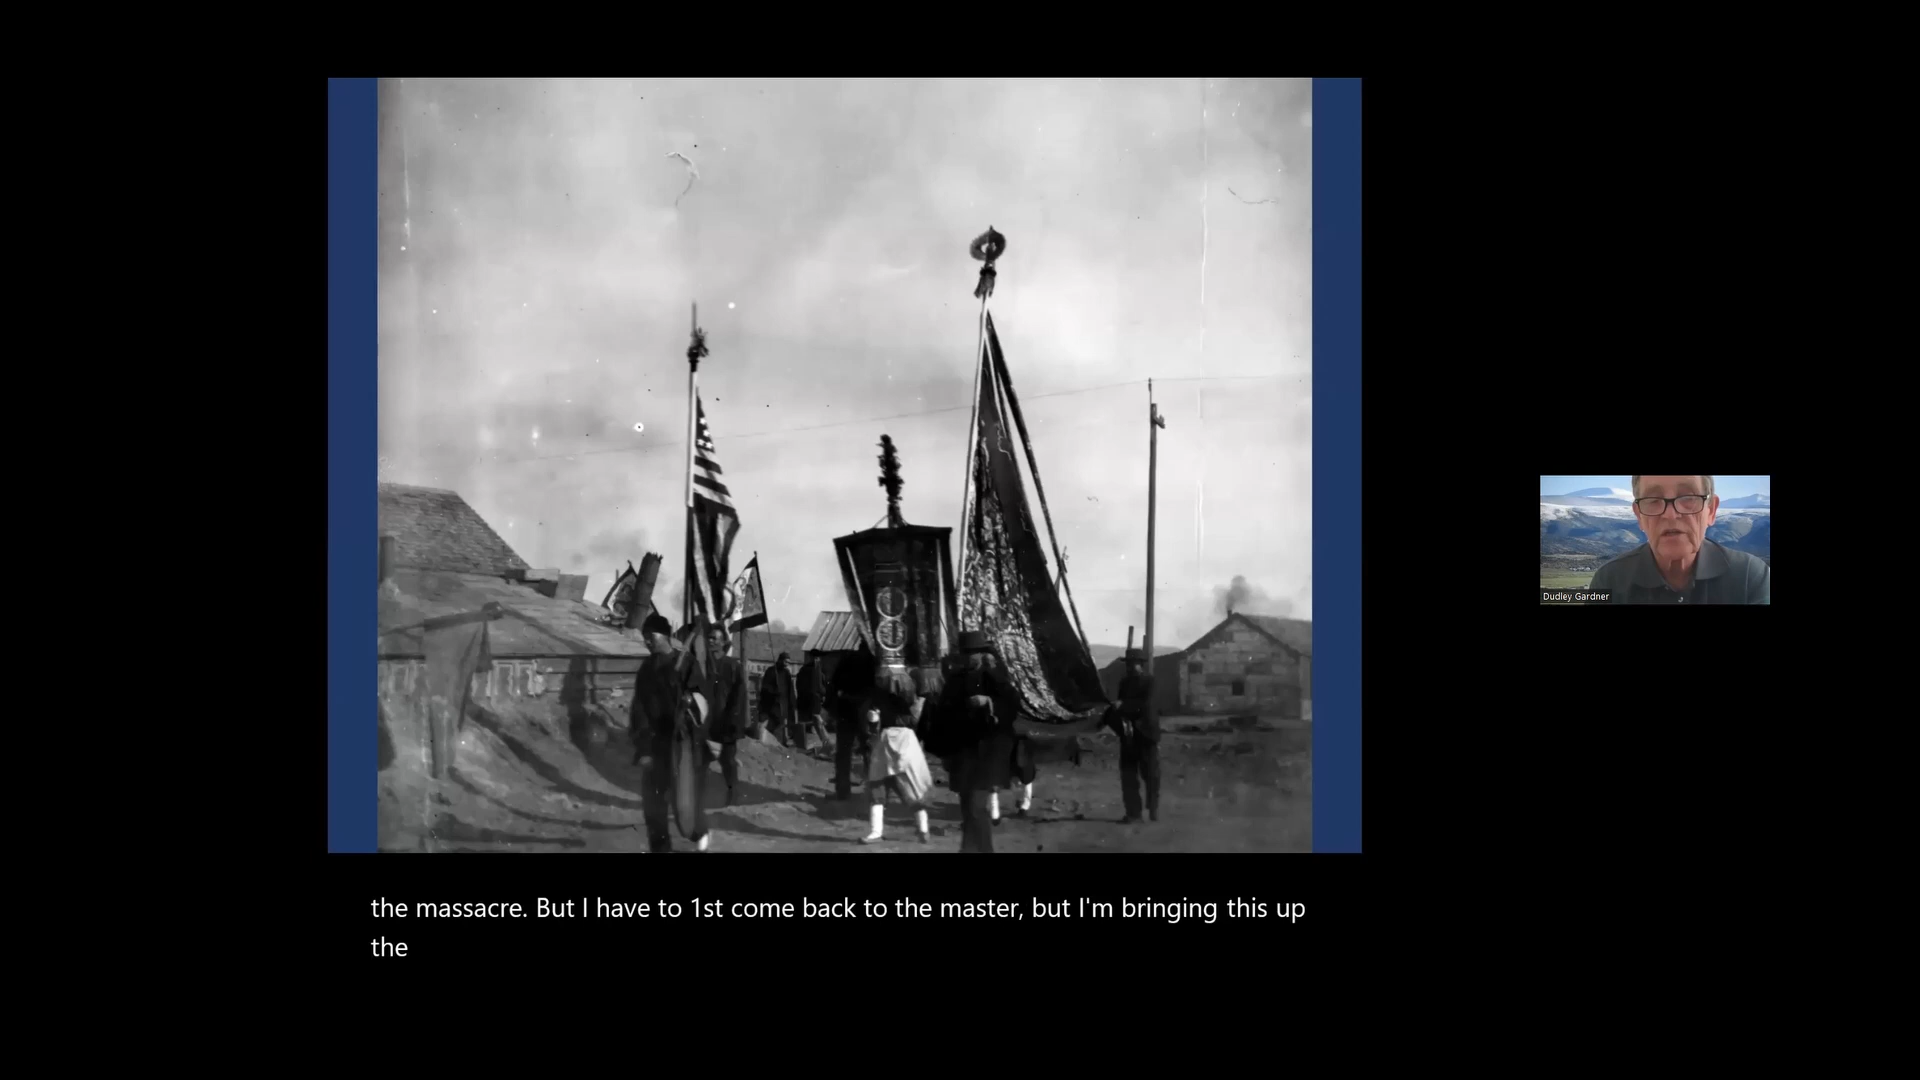 Dudley Gardner
the massacre. But I have to 1st come back to the master, but I'm bringing this up
the